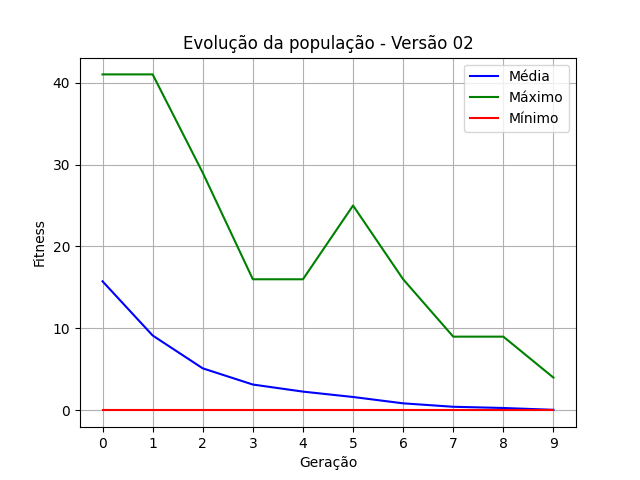 Evolução da população - Versão 02
Média
Máximo
Mínimo
Fitness
40
30
20
10
0
0 1 2 3 4 5 6 7 8 9
Geração